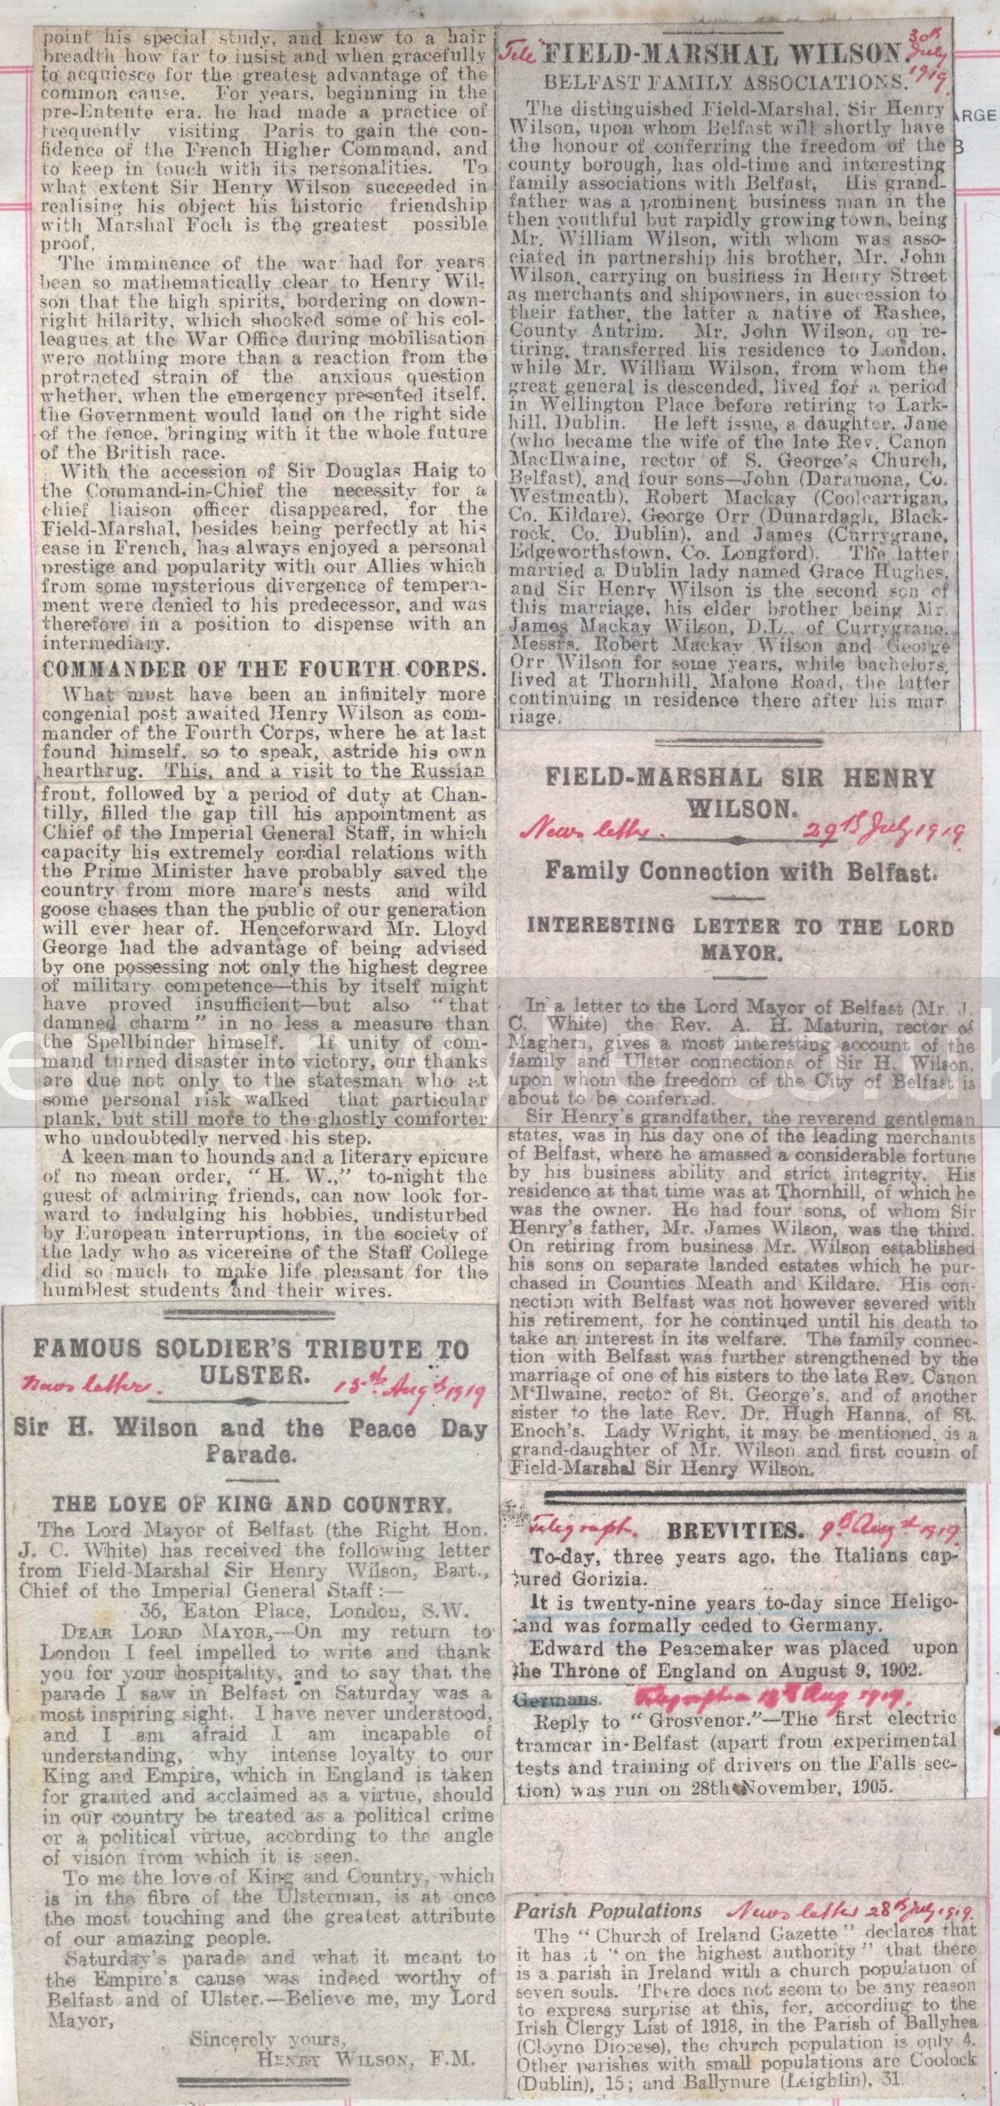 point his special study, and knew to a hair
breadth how far to insist and when gracefully
to acquiesce for the greatest advantage of the
common cause. For years, beginning in the
pre-Entente era, he had made a practice of
frequently visiting Paris to gain the con-
fidence of the French Higher Command, and
to keep in touch with its personalities. To
what extent Sir Henry Wilson succeeded in
realising his object his historic friendship
with Marshal Foch is the greatest possible
proof.
The imminence of the war had for years
been so mathematically clear to Henry Wil-
son that the high spirits, bordering on down-
right hilarity, which shocked some of his col-
leagues at the War Office during mobilisation
were nothing more than a reaction from the
protracted strain of the anxious question
whether, when the emergency presented itself,
the Government would land on the right side
of the fence, bringing with it the whole future
of the British race.
With the accession of Sir Douglas Haig to
the Command-in-Chief the necessity for a
chief liaison officer disappeared, for the
Field-Marshal, besides being perfectly at his
ease in French, has always enjoyed a personal
prestige and popularity with our Allies which
from some mysterious divergence of tempera-
ment were denied to his predecessor, and was
therefore in a position to dispense with an
intermediary.
COMMANDER OF THE FOURTH CORPS.
What must have been an infinitely more
congenial post awaited Henry Wilson as com-
mander of the Fourth Corps, where he at last
found himself, so to speak, astride his own
hearthrug. This, and a visit to the Russian
front, followed by a period of duty at Chan-
tilly, filled the gap till his appointment as
Chief of the Imperial General Staff, in which
capacity his extremely cordial relations with
the Prime Minister have probably saved the
country from more mare's nests and wild
goose chases than the public of our generation
will ever hear of. Henceforward Mr. Lloyd
George had the advantage of being advised
by one possessing not only the highest degree
of military competence—this by itself might
have proved insufficient—but also "that
damned charm" in no less a measure than
the Spellbinder himself. If unity of com-
mand turned disaster into victory, our thanks
are due not only to the statesman who at
some personal risk walked that particular
plank, but still more to the ghostly comforter
who undoubtedly nerved his step.
A keen man to hounds and a literary epicure
of no mean order, "H. W.," to-night the
guest of admiring friends, can now look for-
ward to indulging his hobbies, undisturbed
by European interruptions, in the society of
the lady who as vicereine of the Staff College
did so much to make life pleasant for the
humblest students and their wives.
FAMOUS SOLDIER'S TRIBUTE TO
ULSTER.
News letter. 13th Augst 1919
Sir H. Wilson and the Peace Day
Parade.
THE LOVE OF KING AND COUNTRY.
The Lord Mayor of Belfast (the Right Hon.
J. C. White) has received the following letter
from Field-Marshal Sir Henry Wilson, Bart.,
Chief of the Imperial General Staff:—
36, Eaton Place, London, S.W.
DEAR LORD MAYOR,—On my return to
London I feel impelled to write and thank
you for your hospitality, and to say that the
parade I saw in Belfast on Saturday was a
most inspiring sight. I have never understood,
and I am afraid I am incapable of
understanding, why intense loyalty to our
King and Empire, which in England is taken
for granted and acclaimed as a virtue, should
in our country be treated as a political crime
or a political virtue, according to the angle
of vision from which it is seen.
To me the love of King and Country, which
is in the fibre of the Ulsterman, is at once
the most touching and the greatest attribute
of our amazing people.
Saturday's parade and what it meant to
the Empire's cause was indeed worthy of
Belfast and of Ulster.—Believe me, my Lord
Mayor,
Sincerely yours,
HENRY WILSON, F.M.
Tele
FIELD-MARSHAL WILSON.
30th July 1919.
BELFAST FAMILY ASSOCIATIONS.
The distinguished Field-Marshal, Sir Henry
Wilson, upon whom Belfast will shortly have
the honour of conferring the freedom of the
county borough, has old-time and interesting
family associations with Belfast. His grand-
father was a prominent business man in the
then youthful but rapidly growing town, being
Mr. William Wilson, with whom was asso-
ciated in partnership his brother, Mr. John
Wilson, carrying on business in Henry Street
as merchants and shipowners, in succession to
their father, the latter a native of Rashee,
County Antrim. Mr. John Wilson, on re-
tiring, transferred his residence to London,
while Mr. William Wilson, from whom the
great general is descended, lived for a period
in Wellington Place before retiring to Lark-
hill, Dublin. He left issue, a daughter, Jane
(who became the wife of the late Rev. Canon
MacIlwaine, rector of S. George's Church,
Belfast), and four sons—John (Daramona, Co.
Westmeath), Robert Mackay (Coolcarrigan,
Co. Kildare), George Orr (Dunardagh, Black-
rock, Co. Dublin), and James (Currygrane,
Edgeworthstown, Co. Longford). The latter
married a Dublin lady named Grace Hughes,
and Sir Henry Wilson is the second son of
this marriage, his elder brother being Mr.
James Mackay Wilson, D.L., of Currygrane.
Messrs. Robert Mackay Wilson and George
Orr Wilson for some years, while bachelors,
lived at Thornhill, Malone Road, the latter
continuing in residence there after his mar
riage.
ARGE
B
FIELD-MARSHAL SIR HENRY
WILSON.
News letter. 29th July 1919.
Family Connection with Belfast.
INTERESTING LETTER TO THE LORD
MAYOR.
In a letter to the Lord Mayor of Belfast (Mr. J.
C. White) the Rev. A. H. Maturin, rector of
Maghera, gives a most interesting account of the
family and Ulster connections of Sir H. Wilson,
upon whom the freedom of the City of Belfast is
about to be conferred.
Sir Henry's grandfather, the reverend gentleman
states, was in his day one of the leading merchants
of Belfast, where he amassed a considerable fortune
by his business ability and strict integrity. His
residence at that time was at Thornhill, of which he
was the owner. He had four sons, of whom Sir
Henry's father, Mr. James Wilson, was the third.
On retiring from business Mr. Wilson established
his sons on separate landed estates which he pur-
chased in Counties Meath and Kildare. His con-
nection with Belfast was not however severed with
his retirement, for he continued until his death to
take an interest in its welfare. The family connec-
tion with Belfast was further strengthened by the
marriage of one of his sisters to the late Rev. Canon
McIlwaine, rector of St. George's, and of another
sister to the late Rev. Dr. Hugh Hanna, of St.
Enoch's. Lady Wright, it may be mentioned, is a
grand-daughter of Mr. Wilson and first cousin of
Field-Marshal Sir Henry Wilson.
Telegraph. BREVITIES. 9th Augst 1919.
To-day, three years ago, the Italians cap-
tured Gorizia.
It is twenty-nine years to-day since Heligo-
land was formally ceded to Germany.
Edward the Peacemaker was placed upon
the Throne of England on August 9, 1902.
Germans.
Reply to "Grosvenor."—The first electric
tramcar in Belfast (apart from experimental
tests and training of drivers on the Falls sec-
tion) was run on 28th November, 1905.
Parish Populations News letter 28th July 1919.
The "Church of Ireland Gazette" declares that
it has it "on the highest authority" that there
is a parish in Ireland with a church population of
seven souls. There does not seem to be any reason
to express surprise at this, for, according to the
Irish Clergy List of 1918, in the Parish of Ballyhea
(Cloyne Diocese), the church population is only 4.
Other parishes with small populations are Coolock
(Dublin), 15; and Ballynure (Leighlin), 31